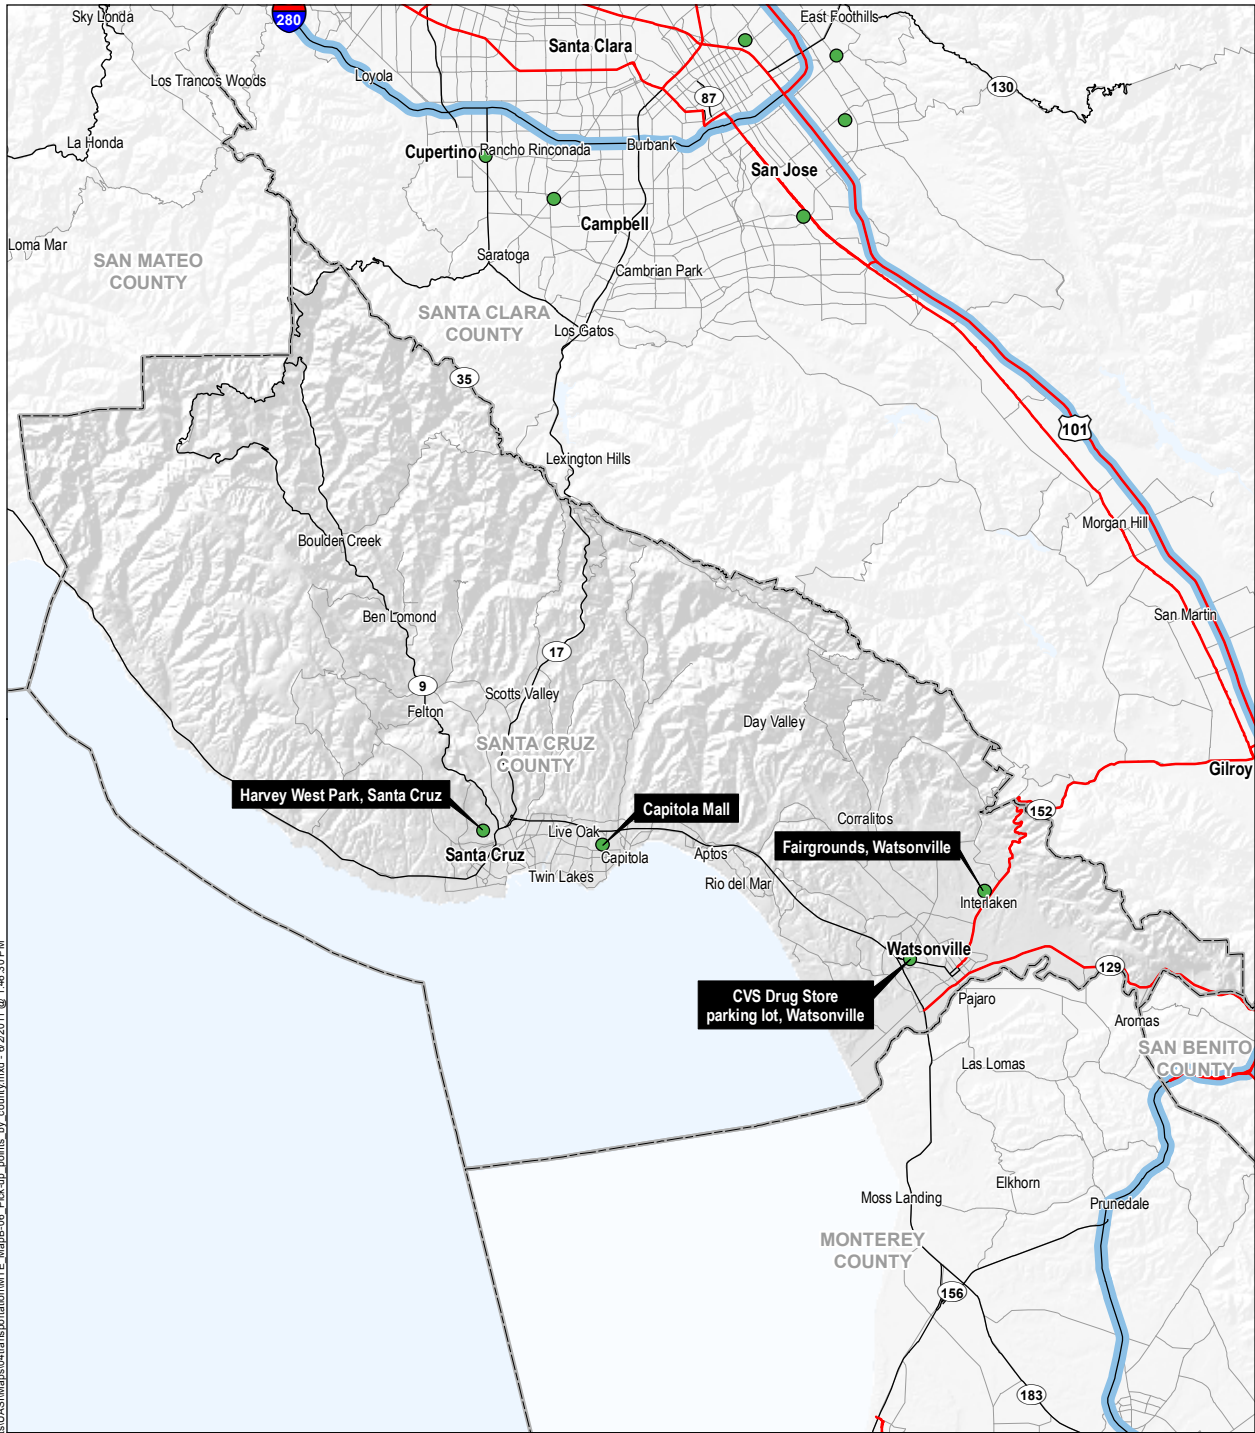 Sky Londa
280
East Foothills
Santa Clara
Loyola
Los Trancos Woods
130
87
La Honda
Cupertino
Rancho Rinconada
Burbank
San Jose
Loma Mar
Campbell
SAN MATEO
COUNTY
Saratoga
Cambrian Park
SANTA CLARA
COUNTY
Los Gatos
35
101
Lexington Hills
Morgan Hill
Boulder Creek
Ben Lomond
San Martin
17
9
Scotts Valley
Felton
Day Valley
SANTA CRUZ
COUNTY
Gilroy
Harvey West Park, Santa Cruz
Capitola Mall
152
Corralitos
Live Oak
Fairgrounds, Watsonville
Santa Cruz
Capitola
Aptos
Twin Lakes
Rio del Mar
Interlaken
Watsonville
129
CVS Drug Store
parking lot, Watsonville
Pajaro
Aromas
SAN BENITO
COUNTY
Las Lomas
Elkhorn
Moss Landing
Prunedale
MONTEREY
COUNTY
156
183